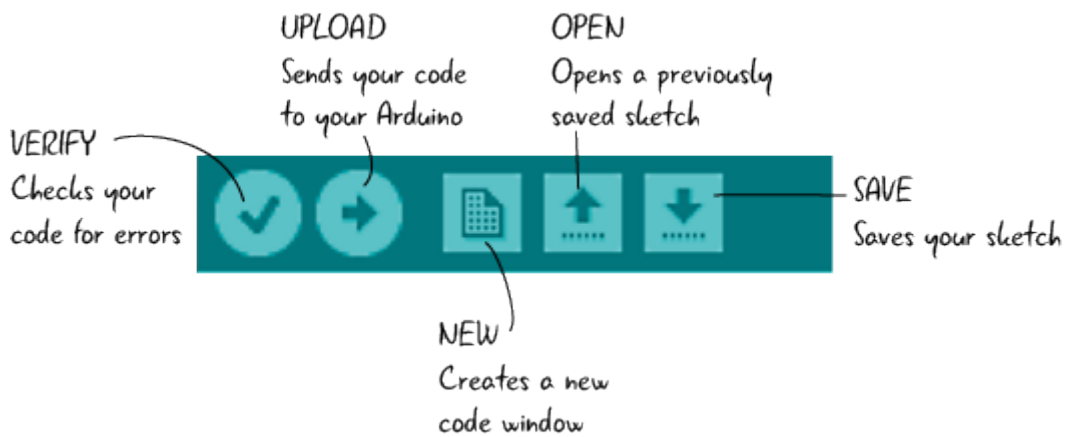 UPLOAD
Sends your code
to your Arduino
OPEN
Opens a previously
saved sketch
VERIFY
Checks your
code for errors
SAVE
Saves your sketch
NEW
Creates a new
code window